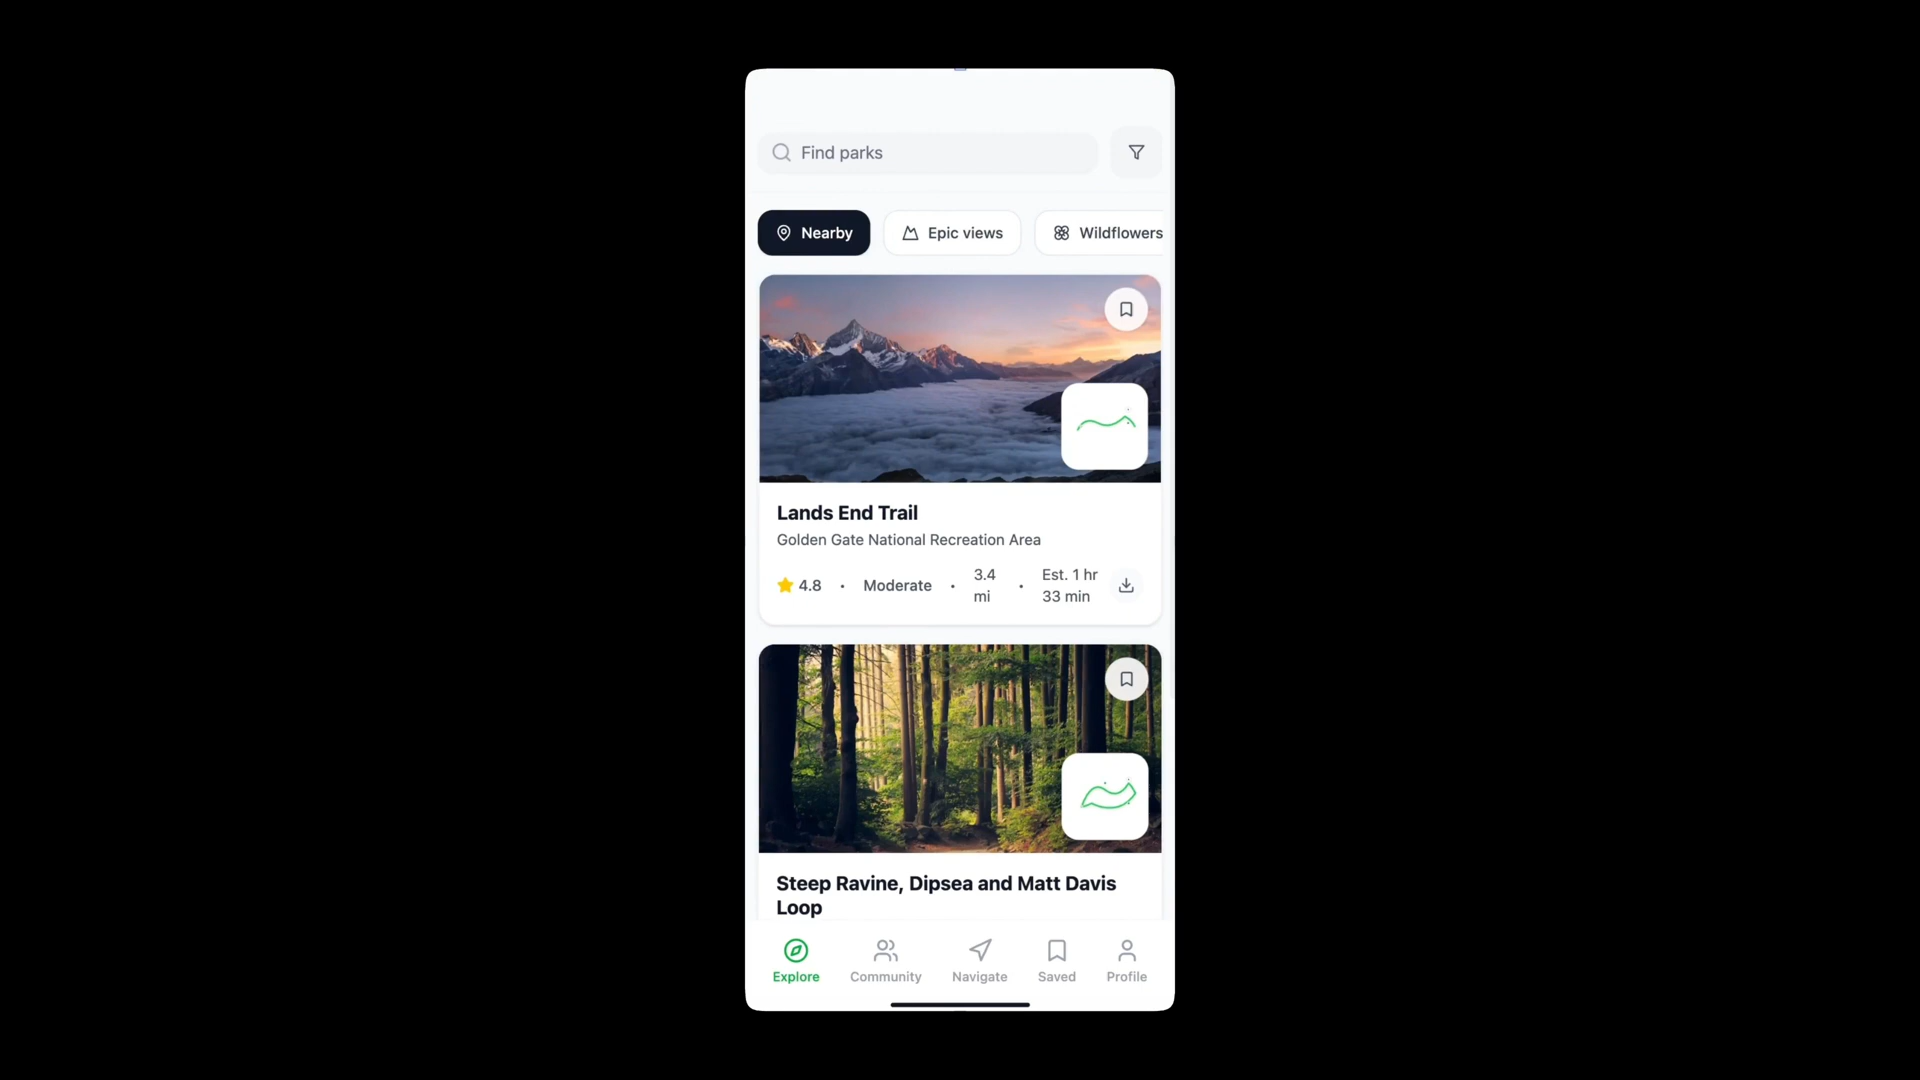 Find parks
Nearby
Epic views
Wildflowers
Lands End Trail
Golden Gate National Recreation Area
4.8 • Moderate • 3.4 mi • Est. 1 hr 33 min
Steep Ravine, Dipsea and Matt Davis
Loop
Explore
Community
Navigate
Saved
Profile